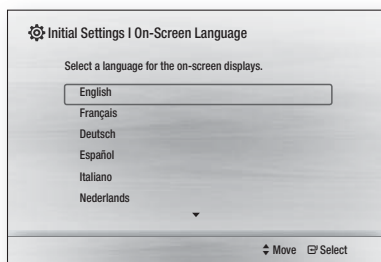 Initial Settings I On-Screen Language
Select a language for the on-screen displays.
English
Français
Deutsch
Español
Italiano
Nederlands
Move Select